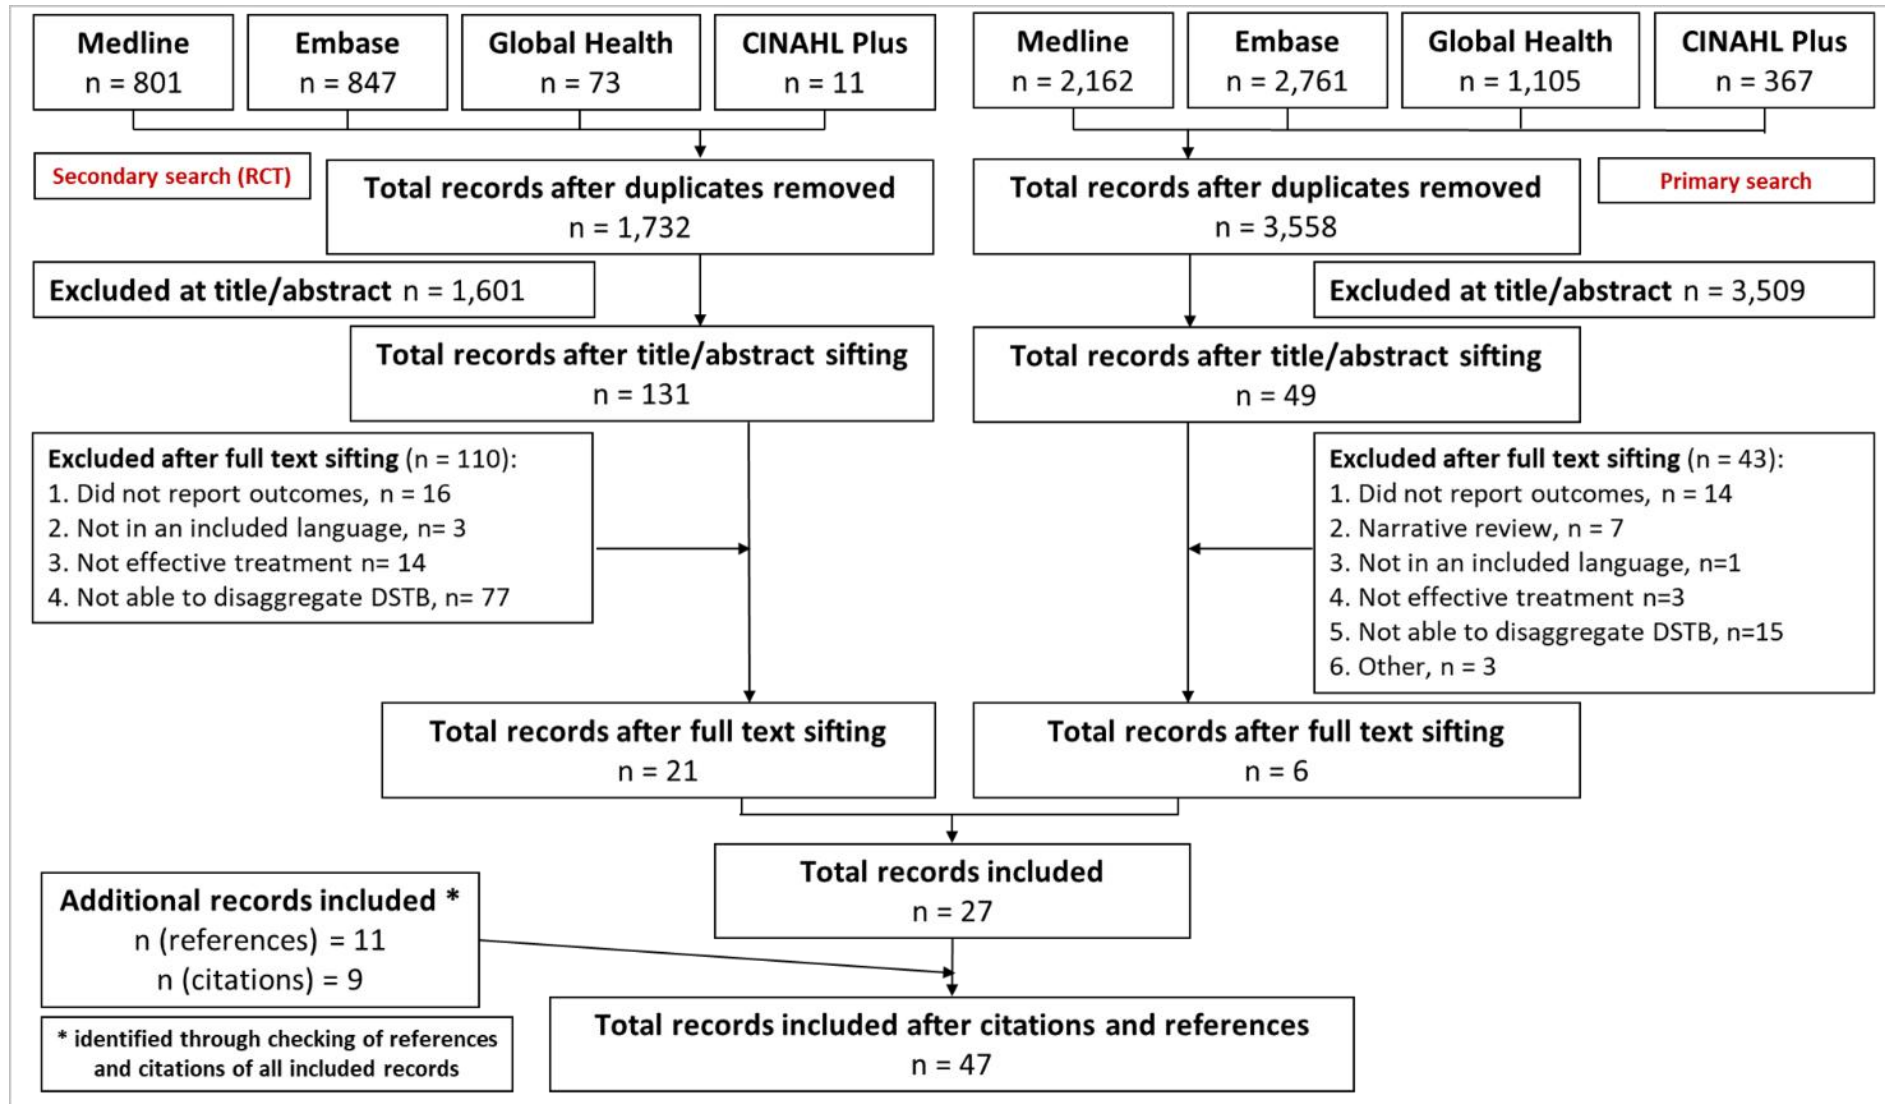 Medline
n = 801
Embase
n = 847
Global Health
n = 73
CINAHL Plus
n = 11
Medline
n = 2,162
Embase
n = 2,761
Global Health
n = 1,105
CINAHL Plus
n = 367
Secondary search (RCT)
Total records after duplicates removed
n = 1,732
Total records after duplicates removed
n = 3,558
Primary search
Excluded at title/abstract n = 1,601
Excluded at title/abstract n = 3,509
Total records after title/abstract sifting
n = 131
Total records after title/abstract sifting
n = 49
Excluded after full text sifting (n = 110):
1. Did not report outcomes, n = 16
2. Not in an included language, n= 3
3. Not effective treatment n= 14
4. Not able to disaggregate DSTB, n= 77
Excluded after full text sifting (n = 43):
1. Did not report outcomes, n = 14
2. Narrative review, n = 7
3. Not in an included language, n=1
4. Not effective treatment n=3
5. Not able to disaggregate DSTB, n=15
6. Other, n = 3
Total records after full text sifting
n = 21
Total records after full text sifting
n = 6
Total records included
n = 27
Additional records included *
n (references) = 11
n (citations) = 9
* identified through checking of references
and citations of all included records
Total records included after citations and references
n = 47